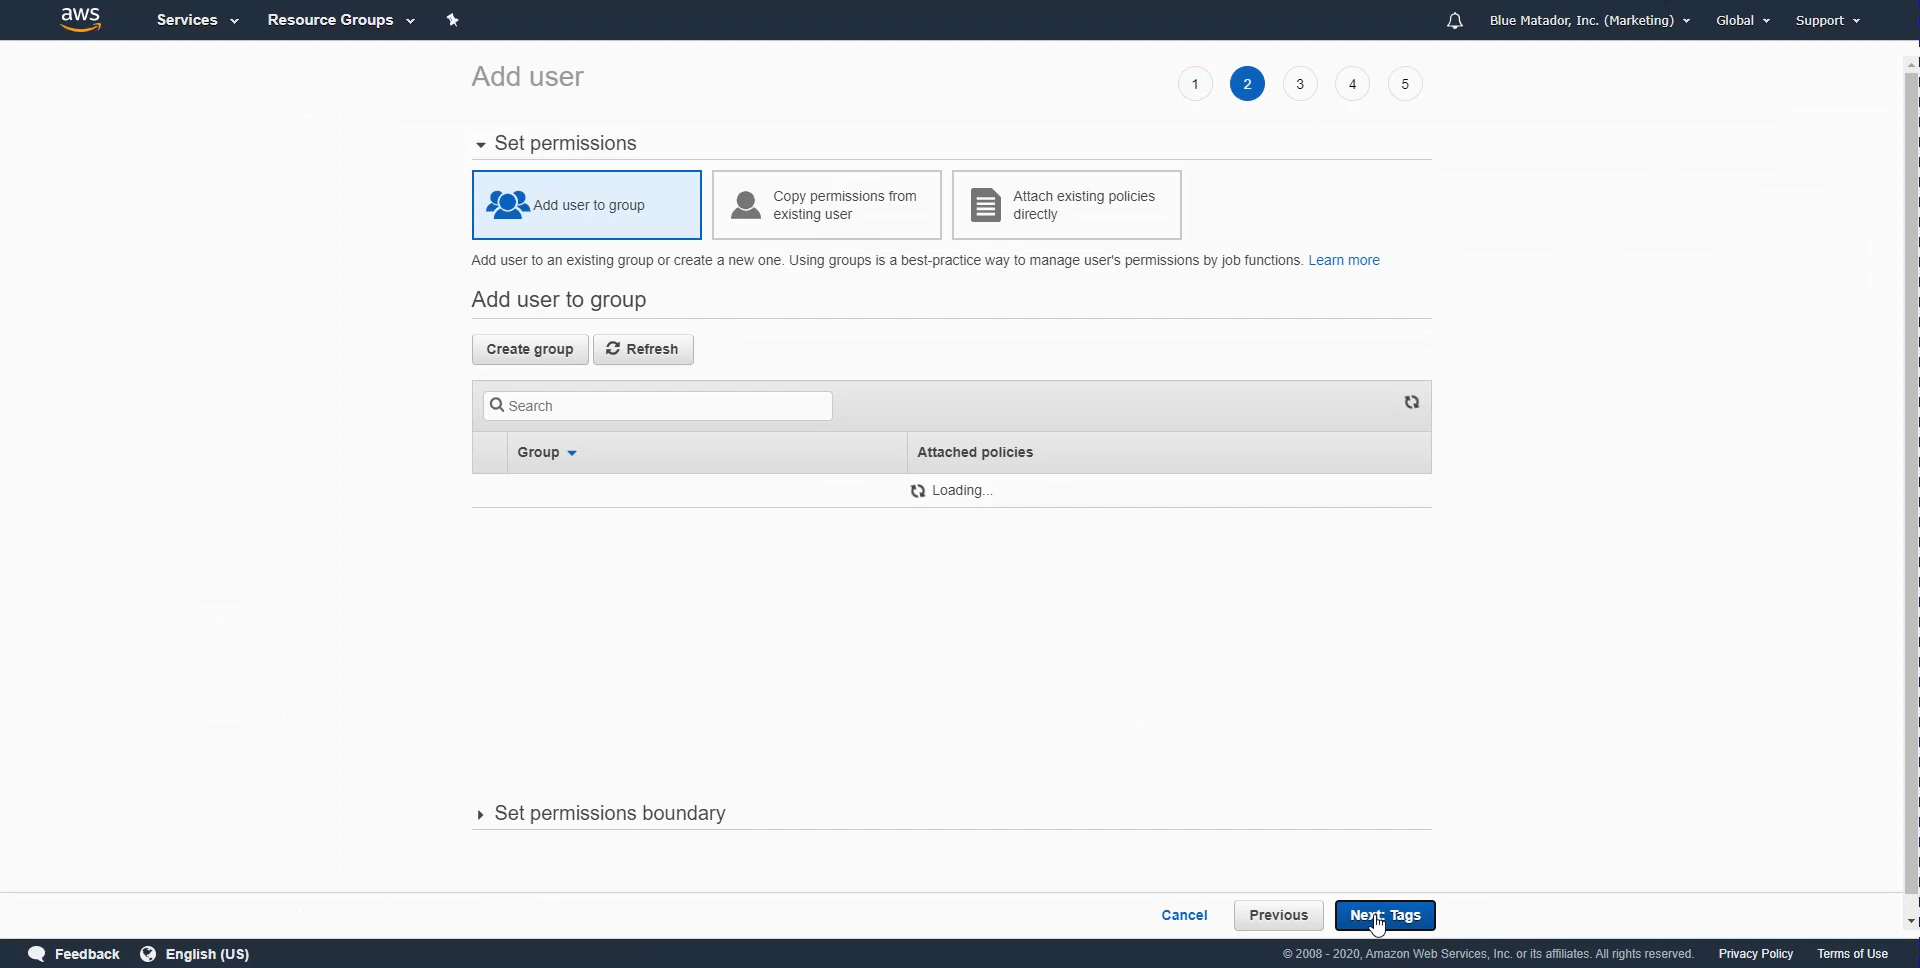 aws Services Resource Groups Blue Matador, Inc. (Marketing) Global Support
Add user 1 2 3 4 5
Set permissions
Add user to group
Copy permissions from
existing user
Attach existing policies
directly
Add user to an existing group or create a new one. Using groups is a best-practice way to manage user's permissions by job functions. Learn more
Add user to group
Create group Refresh
Search
Group Attached policies
Loading...
Set permissions boundary
Cancel Previous Next: Tags
Feedback English (US) © 2008 - 2020, Amazon Web Services, Inc. or its affiliates. All rights reserved. Privacy Policy Terms of Use